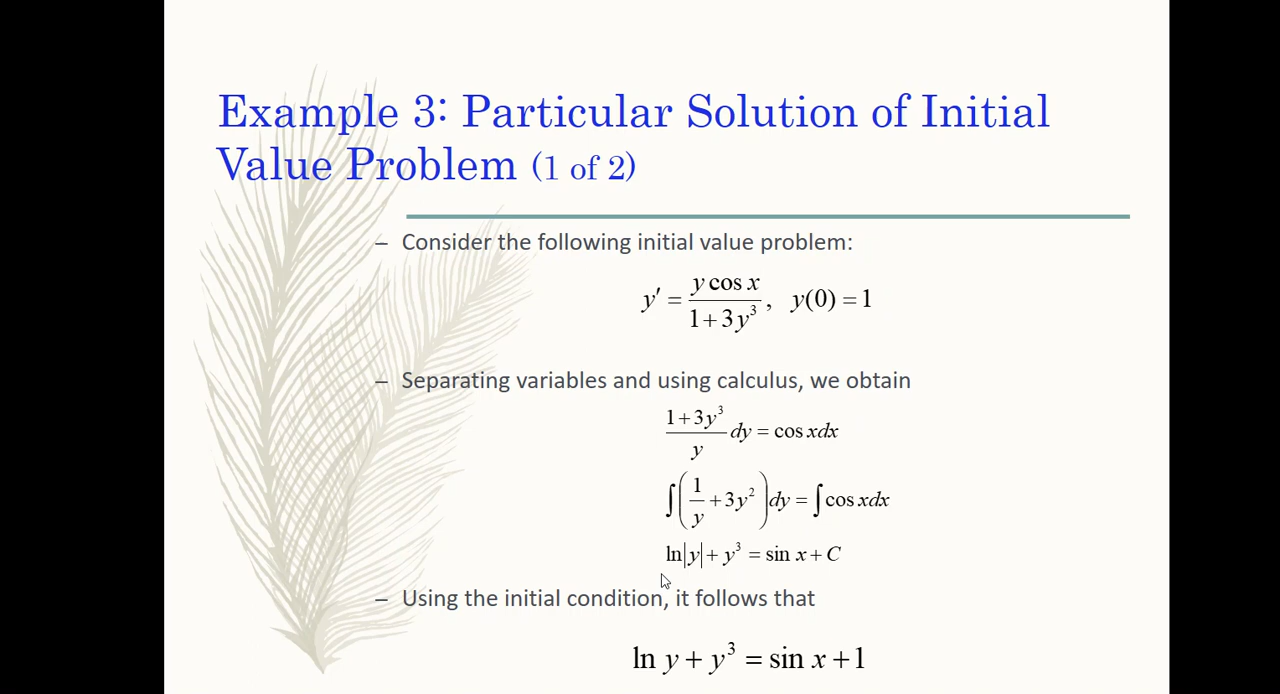 Example 3: Particular Solution of Initial
Value Problem (1 of 2)
– Consider the following initial value problem:
y′ = y cos x / 1+3y³ , y(0) = 1
– Separating variables and using calculus, we obtain
1+3y³ / y dy = cos xdx
∫(1/y +3y²)dy = ∫cos xdx
ln|y|+ y³ = sin x + C
– Using the initial condition, it follows that
ln y + y³ = sin x +1